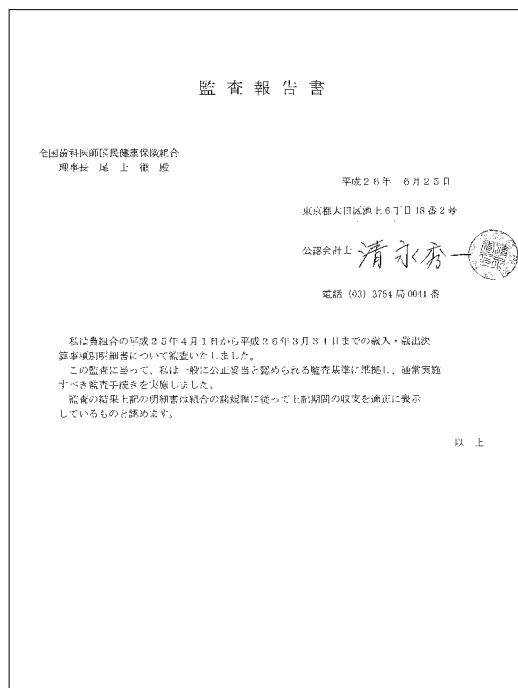 監査報告書
全国歯科医師国民健康保険組合
理事長 尾上 徹 殿
平成26年 6月25日
東京都大田区池上6丁目18番2号
公認会計士 清永秀一
電話 (03) 3754局0041番
私は貴組合の平成25年4月1日から平成26年3月31日までの歳入・歳出決
算事項別明細書について監査いたしました。
この監査に当って、私は一般に公正妥当と認められる監査基準に準拠し、通常実施
すべき監査手続きを実施しました。
監査の結果上記の明細書は組合の諸規程に従って上記期間の収支を適正に表示
しているものと認めます。
以 上